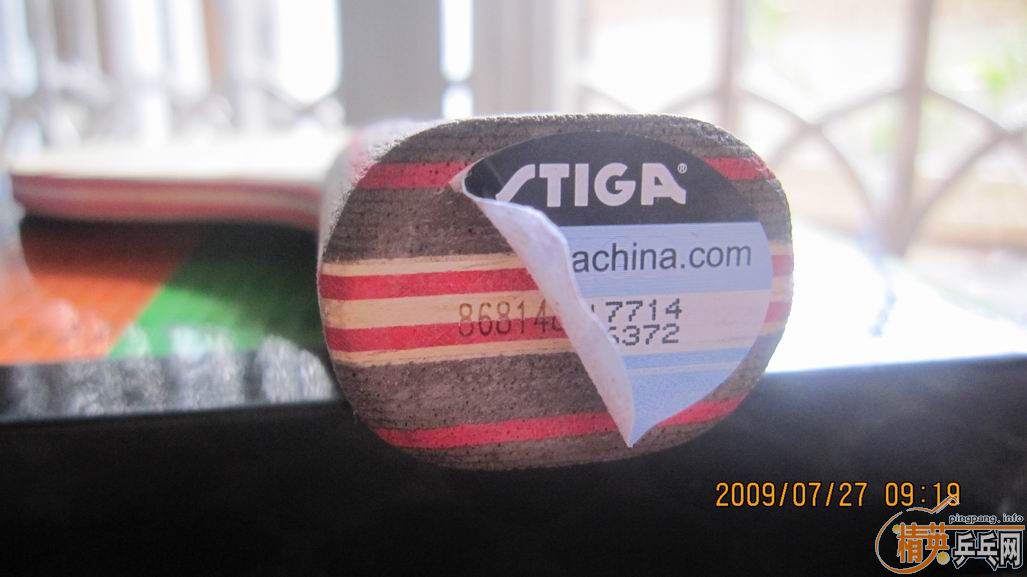 STIGA®
achina.com
7714
6372
86814
2009/07/27 09:19
pingpang.info
精英乒乓网